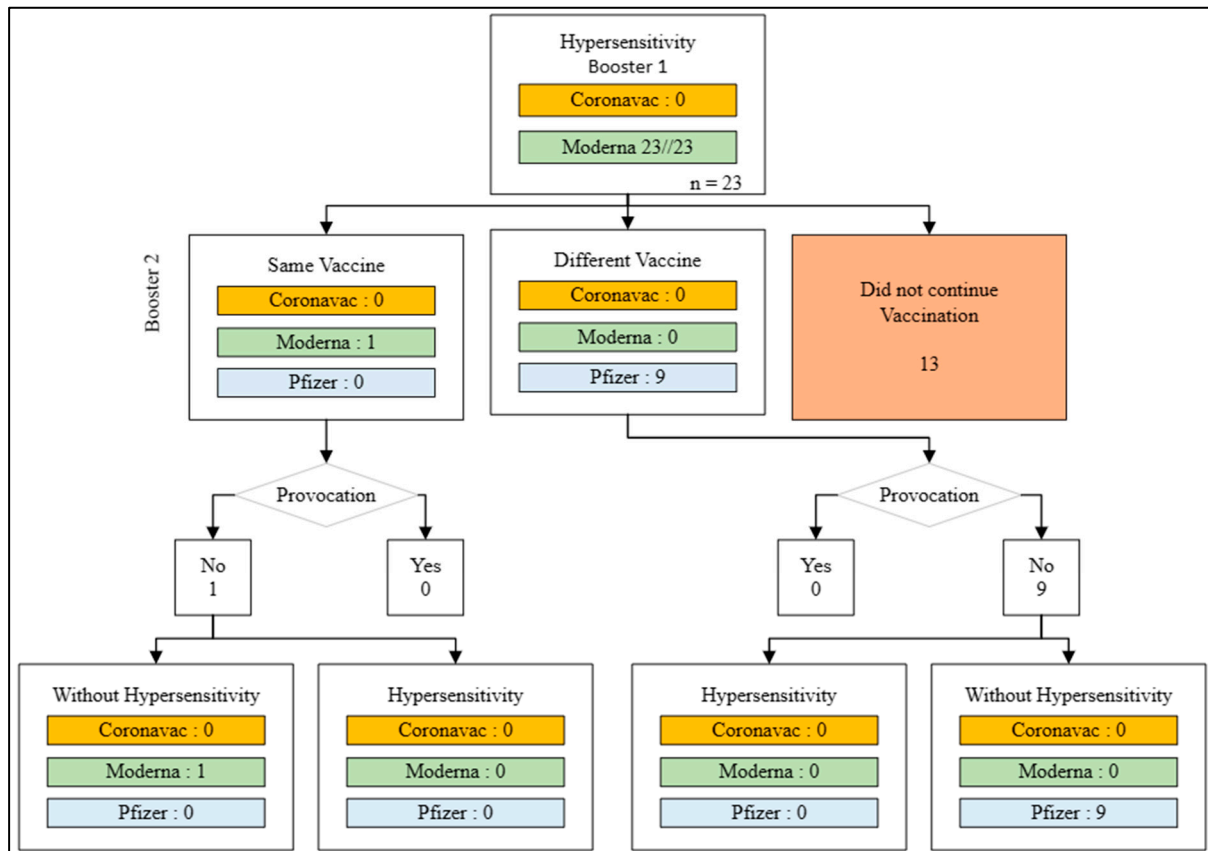 Hypersensitivity
Booster 1
Coronavac : 0
Moderna 23//23
n = 23
Booster 2
Same Vaccine
Coronavac : 0
Moderna : 1
Pfizer : 0
Different Vaccine
Coronavac : 0
Moderna : 0
Pfizer : 9
Did not continue
Vaccination
13
Provocation
No
1
Yes
0
Provocation
Yes
0
No
9
Without Hypersensitivity
Coronavac : 0
Moderna : 1
Pfizer : 0
Hypersensitivity
Coronavac : 0
Moderna : 0
Pfizer : 0
Hypersensitivity
Coronavac : 0
Moderna : 0
Pfizer : 0
Without Hypersensitivity
Coronavac : 0
Moderna : 0
Pfizer : 9